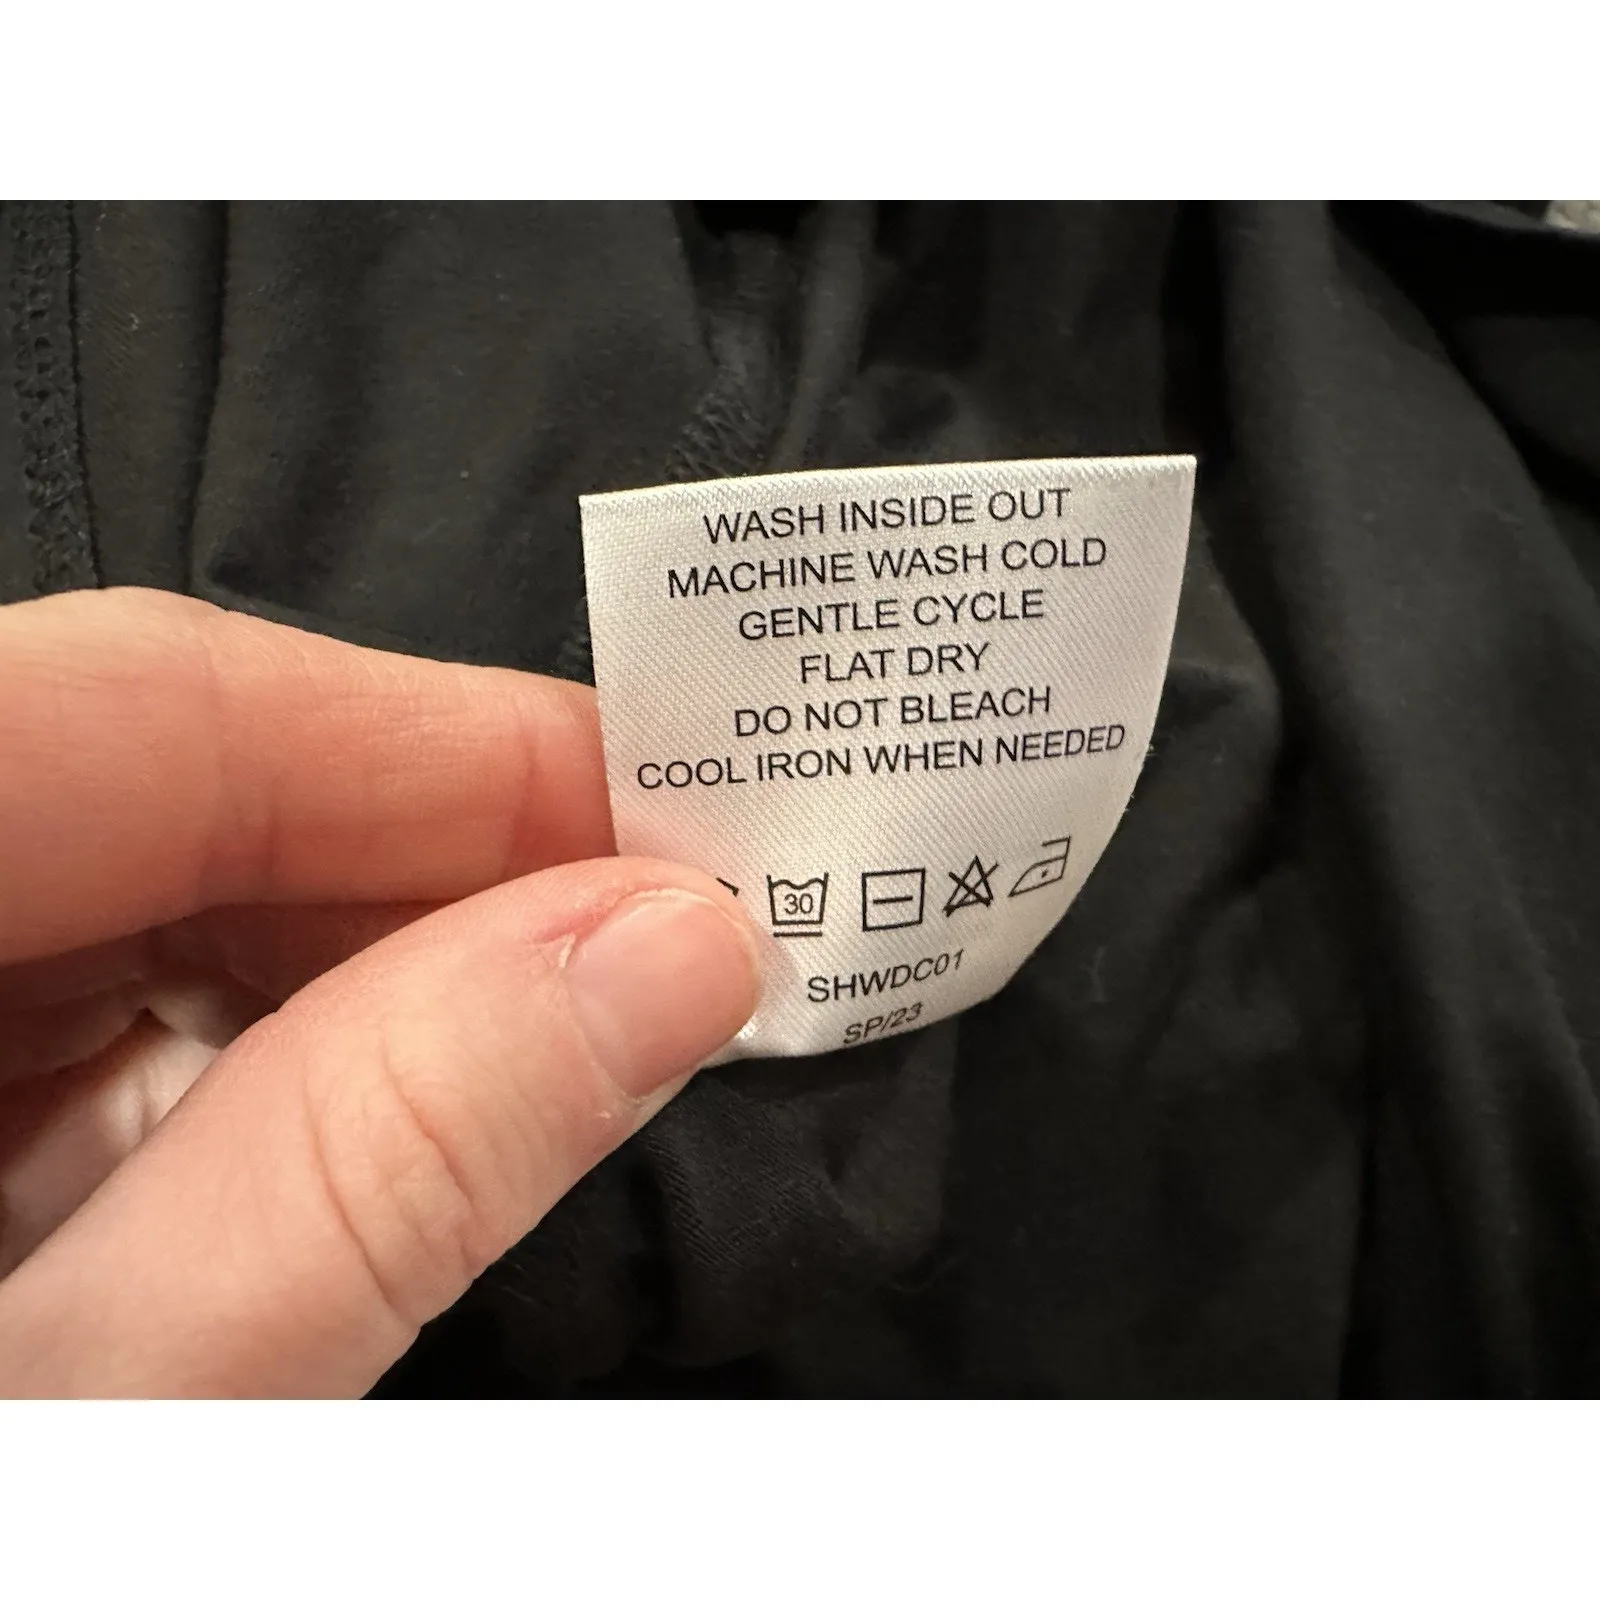 WASH INSIDE OUT
MACHINE WASH COLD
GENTLE CYCLE
FLAT DRY
DO NOT BLEACH
COOL IRON WHEN NEEDED
30
SHWDC01
SP/23